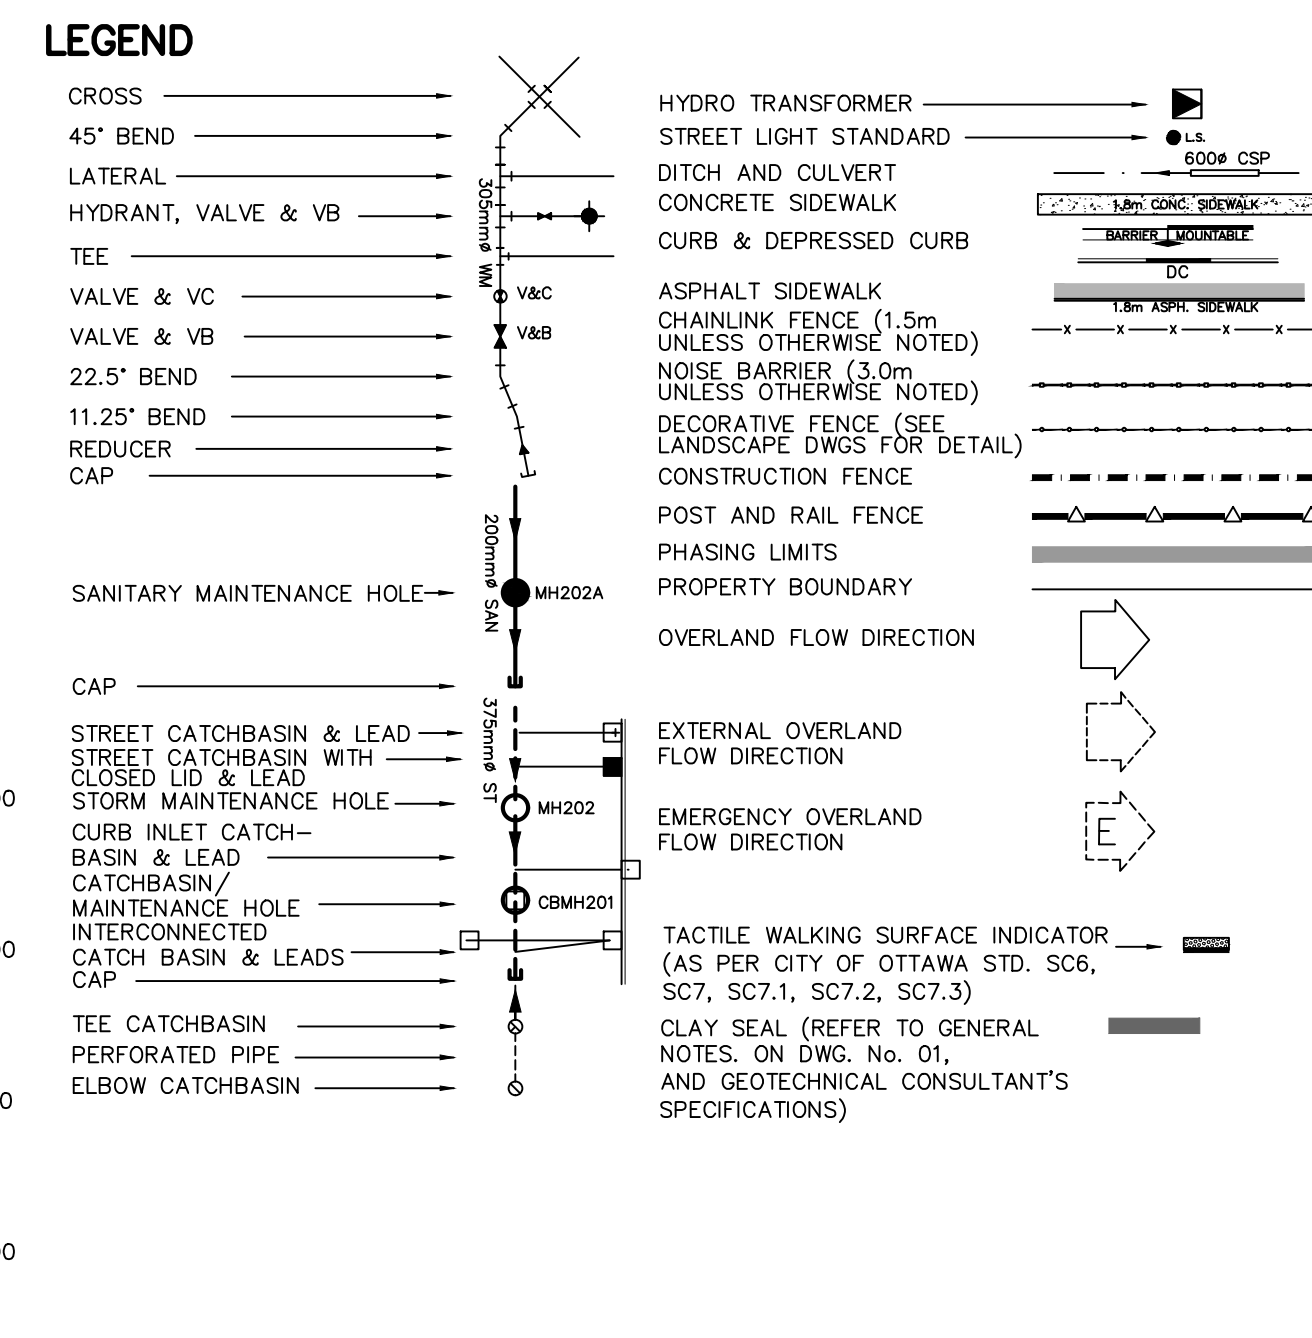 LEGEND
CROSS
45° BEND
LATERAL
HYDRANT, VALVE & VB
TEE
VALVE & VC
VALVE & VB
22.5° BEND
11.25° BEND
REDUCER
CAP
SANITARY MAINTENANCE HOLE
CAP
STREET CATCHBASIN & LEAD
STREET CATCHBASIN WITH
CLOSED LID & LEAD
STORM MAINTENANCE HOLE
CURB INLET CATCH-
BASIN & LEAD
CATCHBASIN/
MAINTENANCE HOLE
INTERCONNECTED
CATCH BASIN & LEADS
CAP
TEE CATCHBASIN
PERFORATED PIPE
ELBOW CATCHBASIN
305mmø WM
V&C
V&B
200mmø SAN
MH202A
375mmø ST
MH202
CBMH201
HYDRO TRANSFORMER
STREET LIGHT STANDARD
L.S.
DITCH AND CULVERT
600ø CSP
CONCRETE SIDEWALK
1.8m CONC. SIDEWALK
CURB & DEPRESSED CURB
BARRIER MOUNTABLE
DC
ASPHALT SIDEWALK
1.8m ASPH. SIDEWALK
CHAINLINK FENCE (1.5m
UNLESS OTHERWISE NOTED)
x x x x x
NOISE BARRIER (3.0m
UNLESS OTHERWISE NOTED)
DECORATIVE FENCE (SEE
LANDSCAPE DWGS FOR DETAIL)
CONSTRUCTION FENCE
POST AND RAIL FENCE
PHASING LIMITS
PROPERTY BOUNDARY
OVERLAND FLOW DIRECTION
EXTERNAL OVERLAND
FLOW DIRECTION
EMERGENCY OVERLAND
FLOW DIRECTION
E
TACTILE WALKING SURFACE INDICATOR
(AS PER CITY OF OTTAWA STD. SC6,
SC7, SC7.1, SC7.2, SC7.3)
CLAY SEAL (REFER TO GENERAL
NOTES. ON DWG. No. 01,
AND GEOTECHNICAL CONSULTANT'S
SPECIFICATIONS)